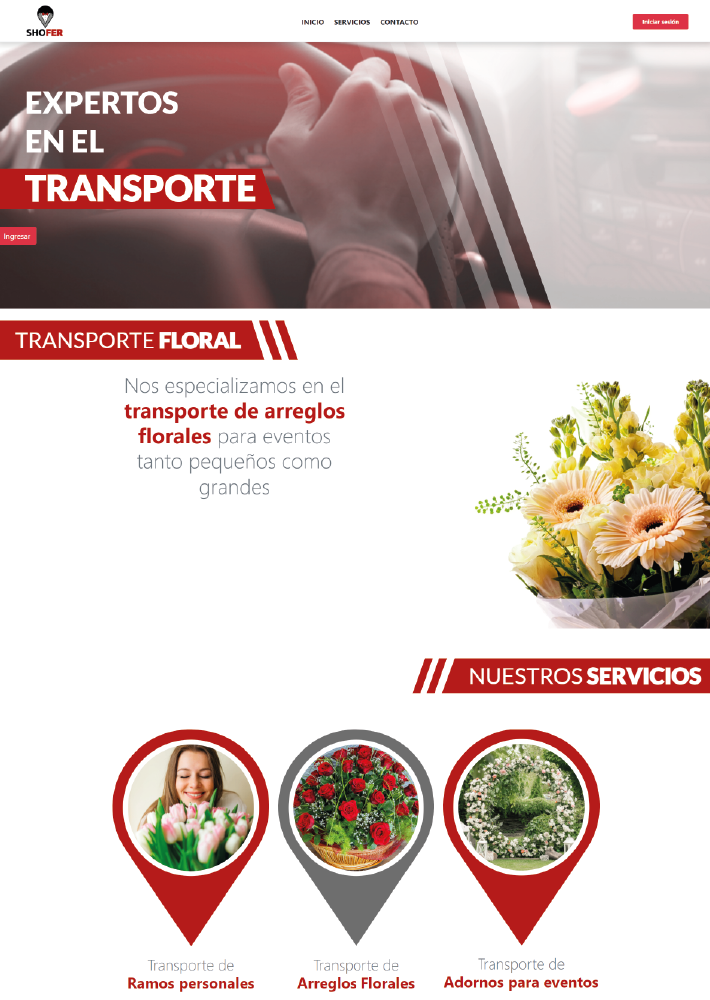 SHOFER
INICIO SERVICIOS CONTACTO
Iniciar sesión
EXPERTOS
EN EL
TRANSPORTE
Ingresar
TRANSPORTE FLORAL
Nos especializamos en el
transporte de arreglos
florales para eventos
tanto pequeños como
grandes
NUESTROS SERVICIOS
Transporte de
Ramos personales
Transporte de
Arreglos Florales
Transporte de
Adornos para eventos